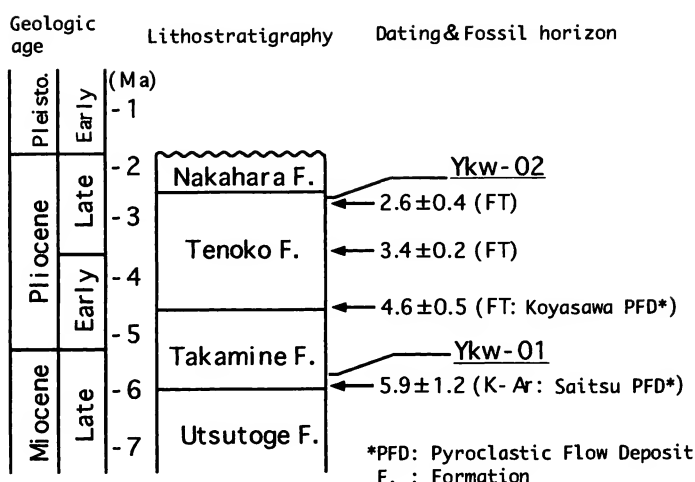 Geologic
age
Lithostratigraphy
Dating&Fossil horizon
Pleisto.
Early
Pliocene
Late
Early
Miocene
Late
(Ma)
-1
-2
-3
-4
-5
-6
-7
Nakahara F.
Tenoko F.
Takamine F.
Utsutoge F.
Ykw-02
2.6±0.4 (FT)
3.4±0.2 (FT)
4.6±0.5 (FT: Koyasawa PFD*)
Ykw-01
5.9±1.2 (K-Ar: Saitsu PFD*)
*PFD: Pyroclastic Flow Deposit
F. : Formation